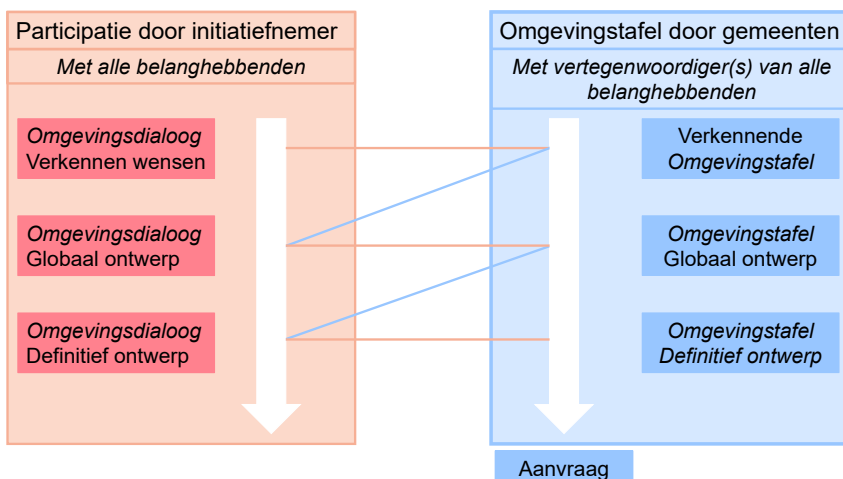 Participatie door initiatiefnemer
Met alle belanghebbenden
Omgevingsdialoog
Verkennen wensen
Omgevingsdialoog
Globaal ontwerp
Omgevingsdialoog
Definitief ontwerp
Omgevingstafel door gemeenten
Met vertegenwoordiger(s) van alle
belanghebbenden
Verkennende
Omgevingstafel
Omgevingstafel
Globaal ontwerp
Omgevingstafel
Definitief ontwerp
Aanvraag